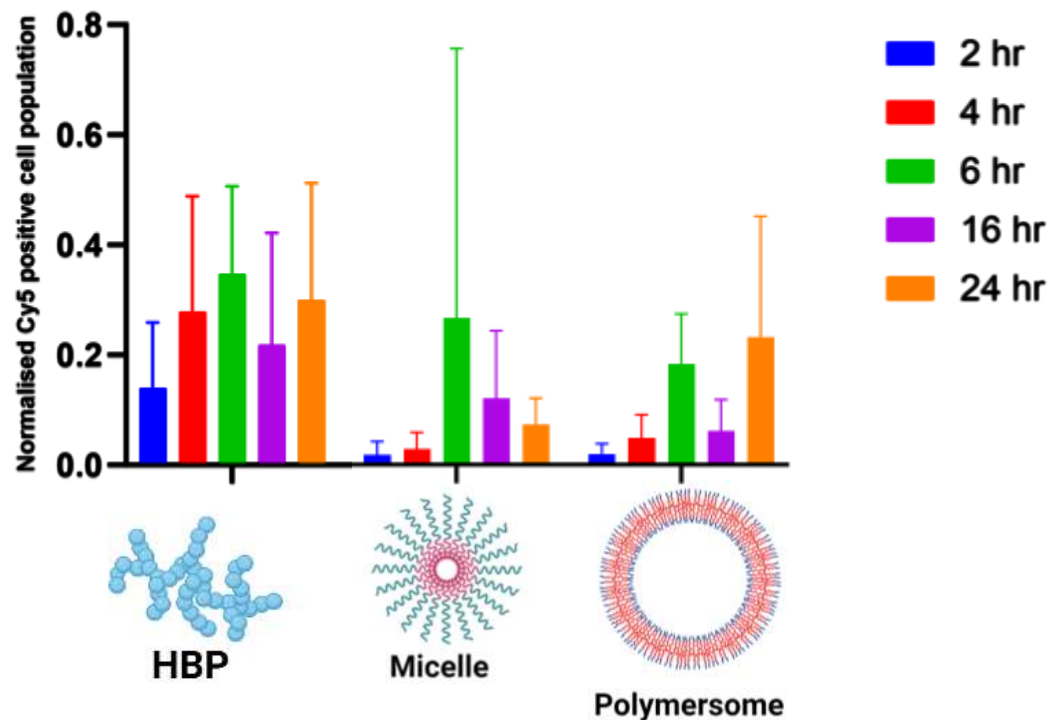 Normalised Cy5 positive cell population
0.8
0.6
0.4
0.2
0.0
2 hr
4 hr
6 hr
16 hr
24 hr
HBP
Micelle
Polymersome